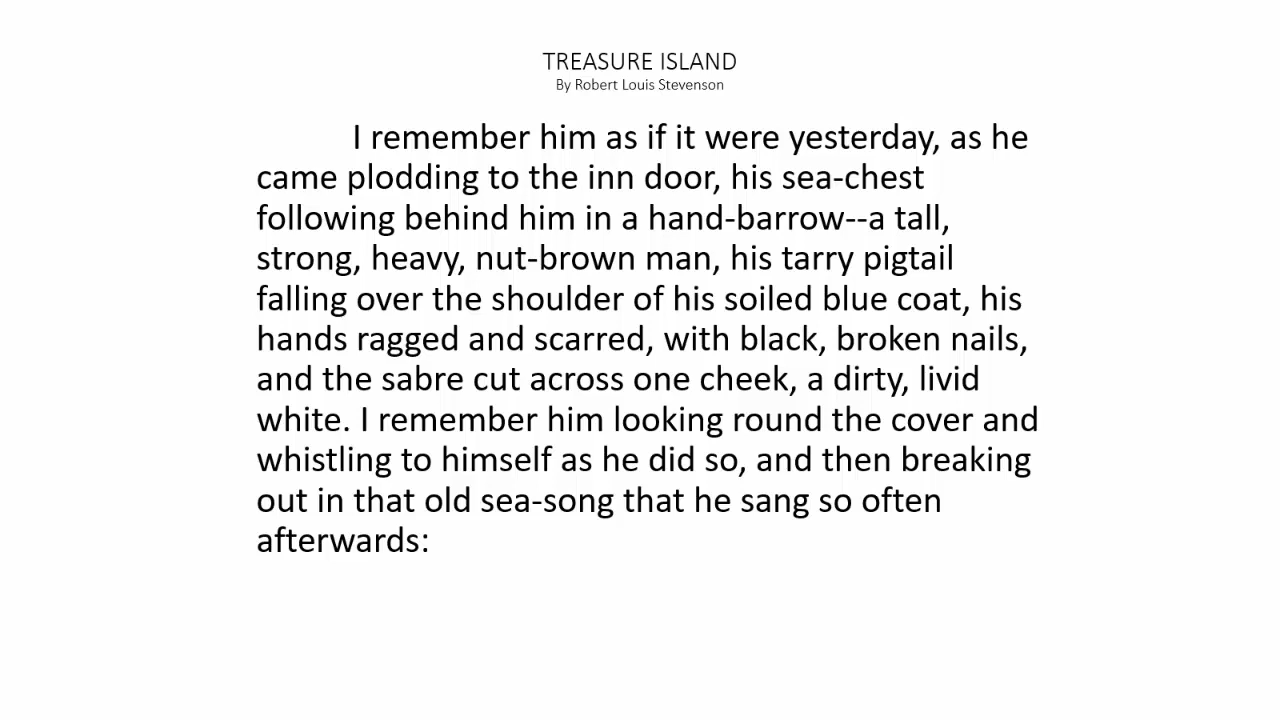 TREASURE ISLAND
By Robert Louis Stevenson
I remember him as if it were yesterday, as he
came plodding to the inn door, his sea-chest
following behind him in a hand-barrow--a tall,
strong, heavy, nut-brown man, his tarry pigtail
falling over the shoulder of his soiled blue coat, his
hands ragged and scarred, with black, broken nails,
and the sabre cut across one cheek, a dirty, livid
white. I remember him looking round the cover and
whistling to himself as he did so, and then breaking
out in that old sea-song that he sang so often
afterwards: